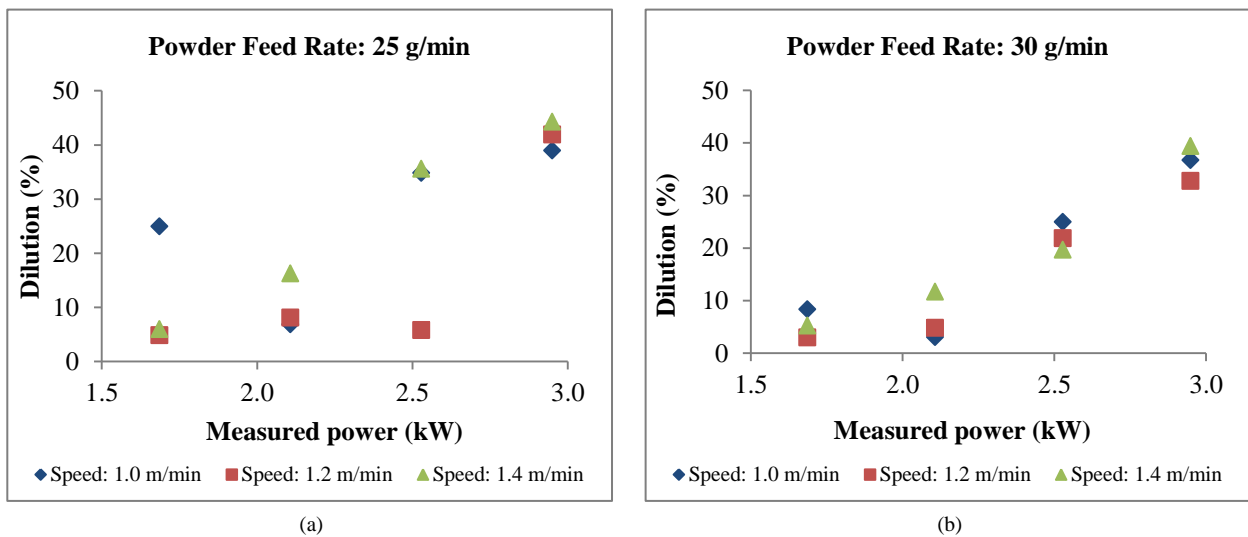 Powder Feed Rate: 25 g/min
50
40
30
20
10
0
Dilution (%)
1.5 2.0 2.5 3.0
Measured power (kW)
Speed: 1.0 m/min Speed: 1.2 m/min Speed: 1.4 m/min
(a)
Powder Feed Rate: 30 g/min
50
40
30
20
10
0
Dilution (%)
1.5 2.0 2.5 3.0
Measured power (kW)
Speed: 1.0 m/min Speed: 1.2 m/min Speed: 1.4 m/min
(b)